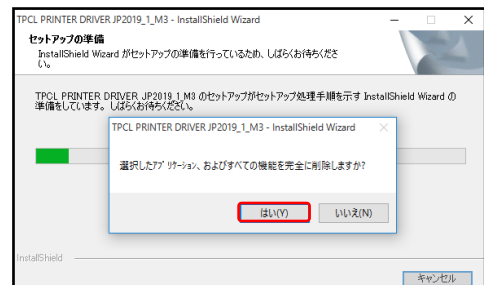 TPCL PRINTER DRIVER JP2019_1_M3 - InstallShield Wizard
セットアップの準備
InstallShield Wizard がセットアップの準備を行っているため、しばらくお待ちくださ
い。
TPCL PRINTER DRIVER JP2019_1_M3 のセットアップがセットアップ処理手順を示す InstallShield Wizard の
準備をしています。 しばらくお待ちください。
TPCL PRINTER DRIVER JP2019_1_M3 - InstallShield Wizard
選択したｱﾌﾟﾘｹｰｼｮﾝ、およびすべての機能を完全に削除しますか?
はい(Y)
いいえ(N)
InstallShield
キャンセル